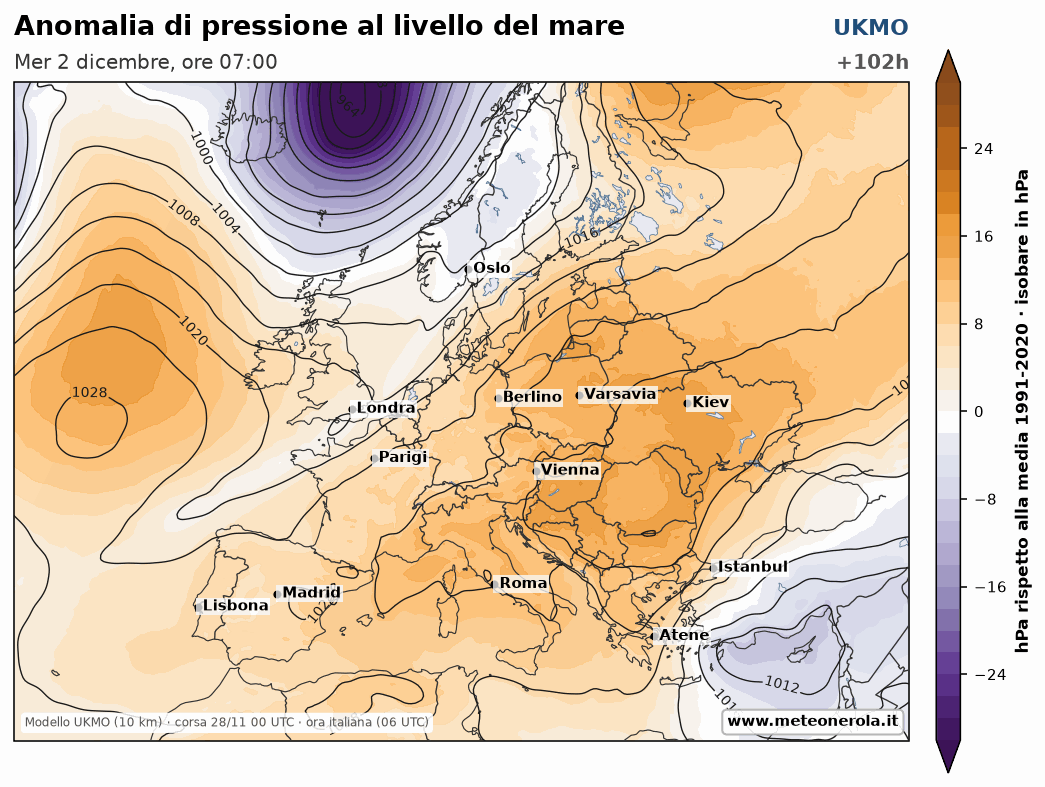 Anomalia di pressione al livello del mare
UKMO
Mer 2 dicembre, ore 07:00
+102h
964
1000
1008
1004
1016
Oslo
1020
1028
Berlino
Varsavia
Kiev
Londra
Parigi
Vienna
Istanbul
Roma
Madrid
Lisbona
Atene
1012
Modello UKMO (10 km) · corsa 28/11 00 UTC · ora italiana (06 UTC)
www.meteonerola.it
24
16
8
0
−8
−16
−24
hPa rispetto alla media 1991-2020 · isobare in hPa